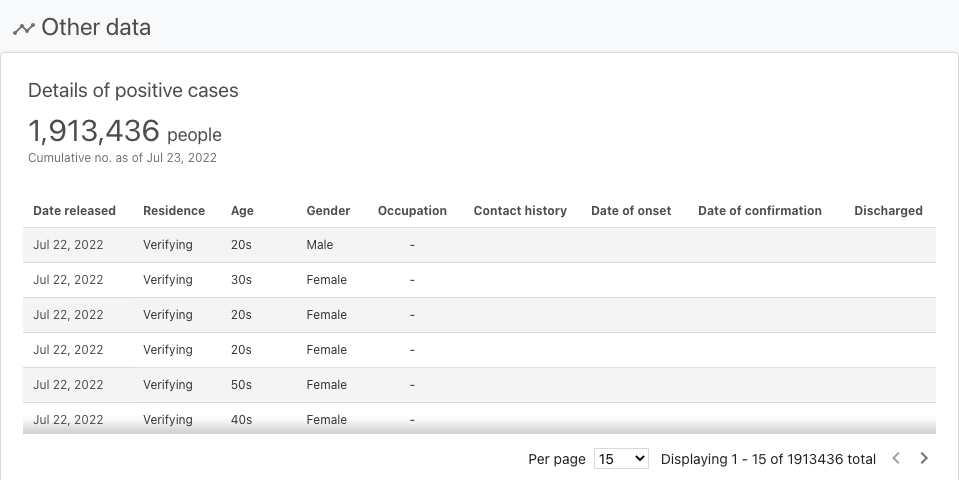 Other data
Details of positive cases
1,913,436 people
Cumulative no. as of Jul 23, 2022
Date released Residence Age Gender Occupation Contact history Date of onset Date of confirmation Discharged
Jul 22, 2022 Verifying 20s Male -
Jul 22, 2022 Verifying 30s Female -
Jul 22, 2022 Verifying 20s Female -
Jul 22, 2022 Verifying 20s Female -
Jul 22, 2022 Verifying 50s Female -
Jul 22, 2022 Verifying 40s Female -
Per page 15 Displaying 1 - 15 of 1913436 total